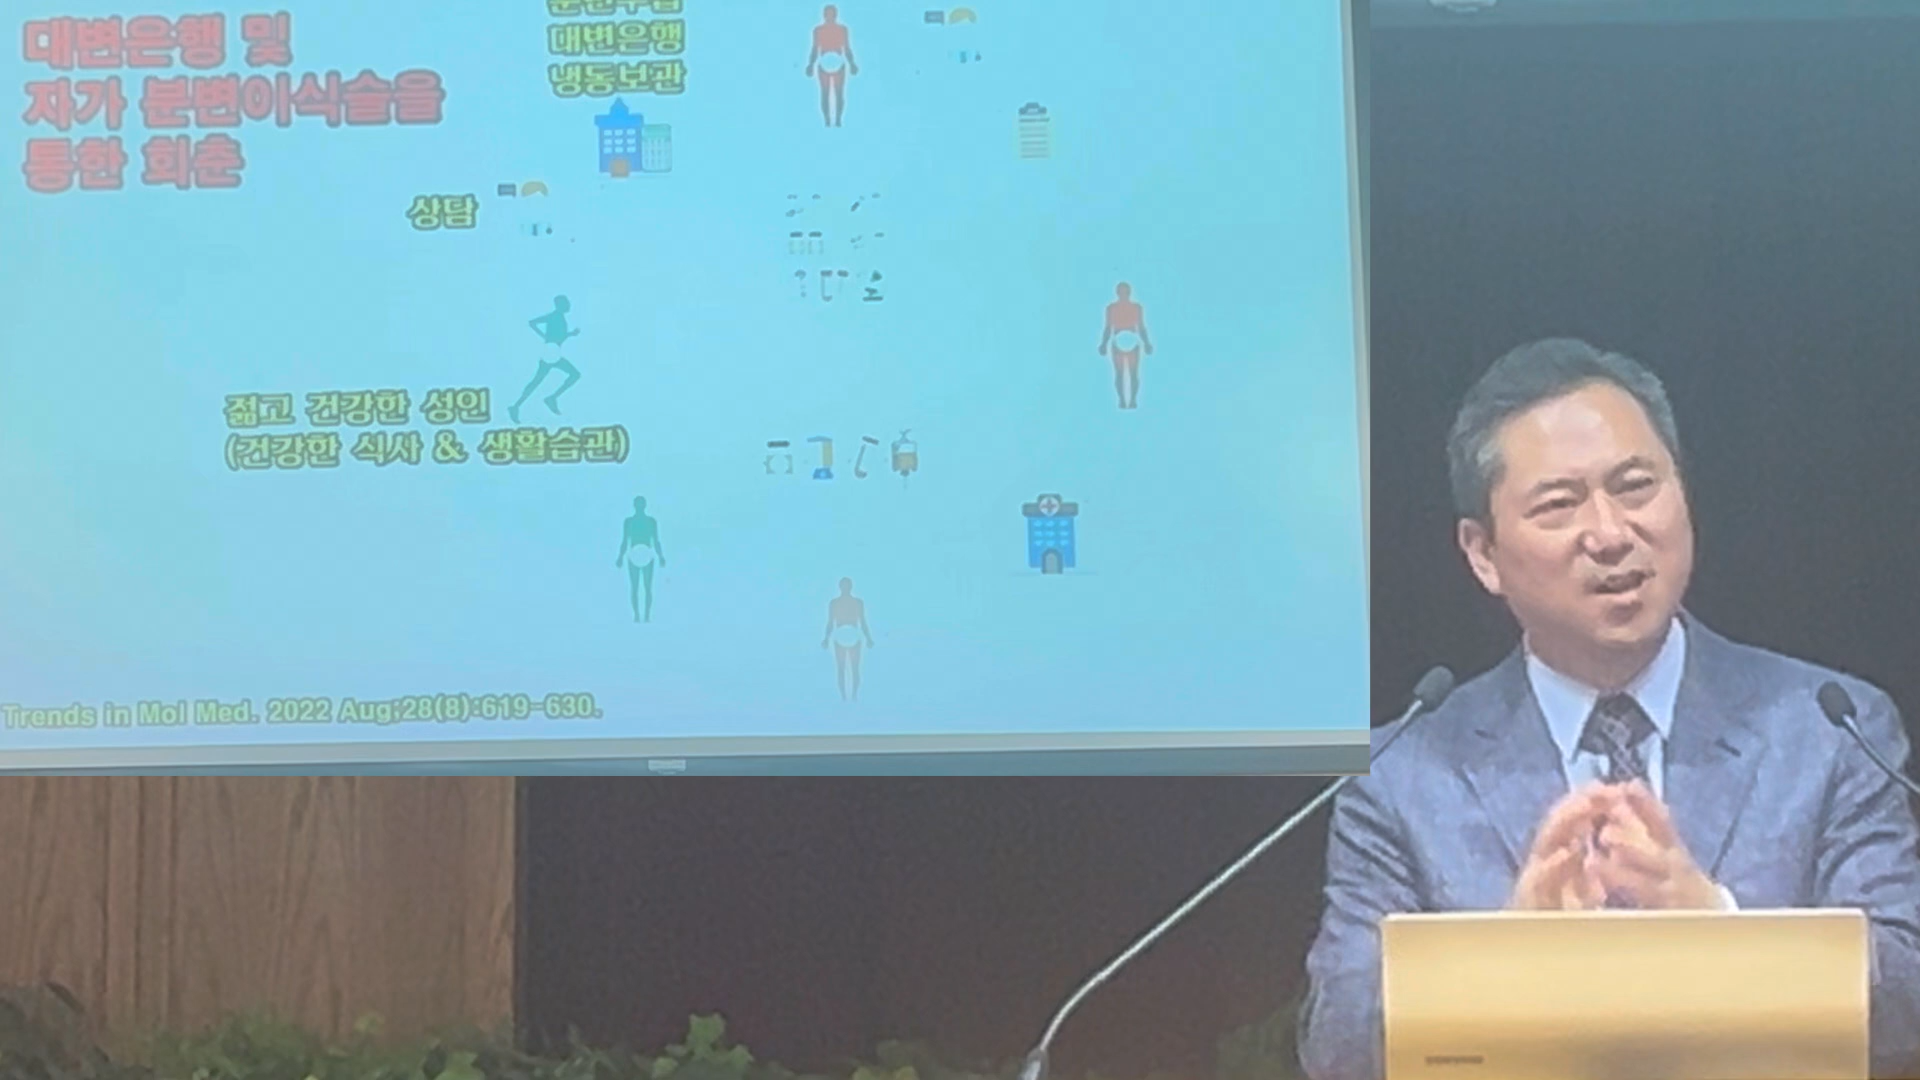 대변은행 및
자가 분변이식술을
통한 회춘
대변은행
냉동보관
상담
젊고 건강한 성인
(건강한 식사 & 생활습관)
Trends in Mol Med. 2022 Aug;28(8):619-630.